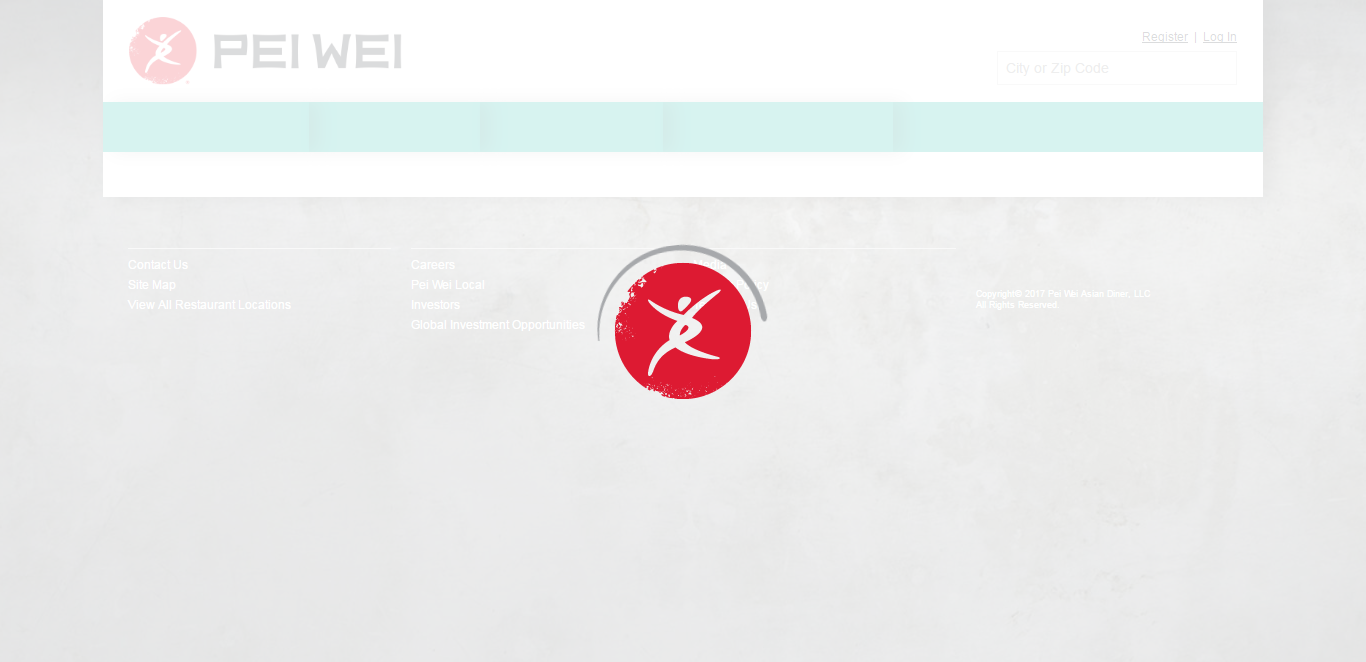 PEI WEI
Register | Log In
City or Zip Code
Contact Us
Site Map
View All Restaurant Locations
Careers
Pei Wei Local
Investors
Global Investment Opportunities
Copyright© 2017 Pei Wei Asian Diner, LLC
All Rights Reserved